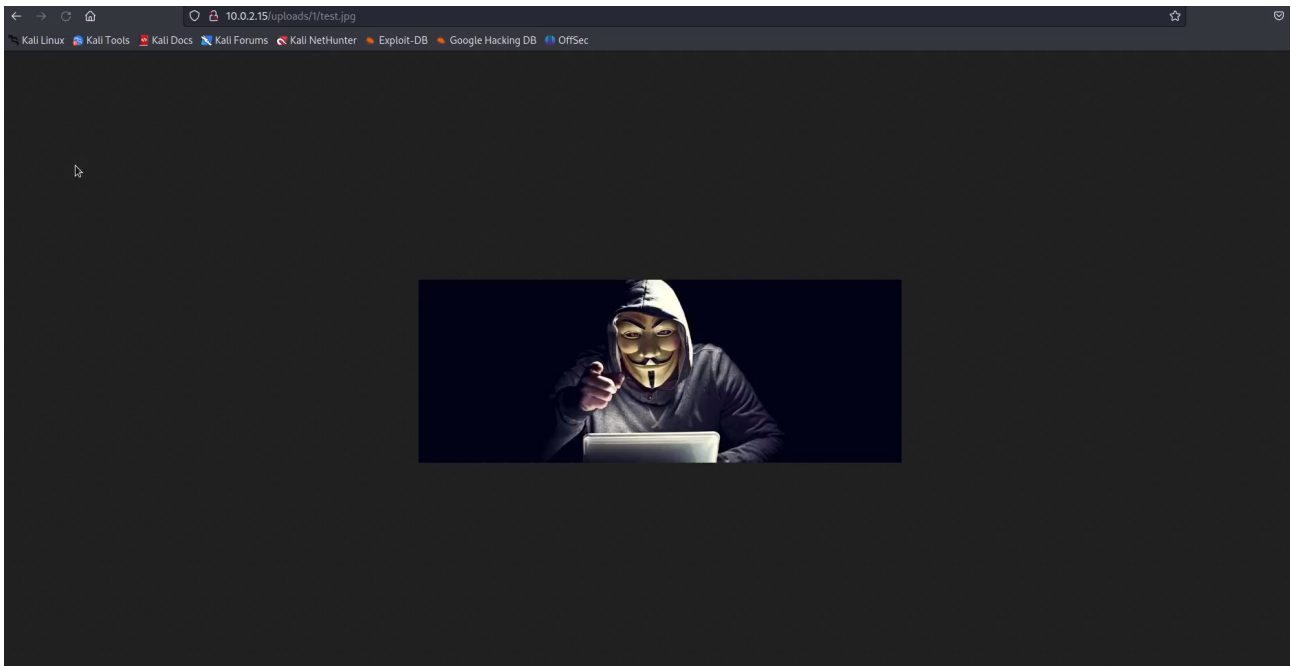 10.0.2.15/uploads/1/test.jpg
Kali Linux Kali Tools Kali Docs Kali Forums Kali NetHunter Exploit-DB Google Hacking DB OffSec